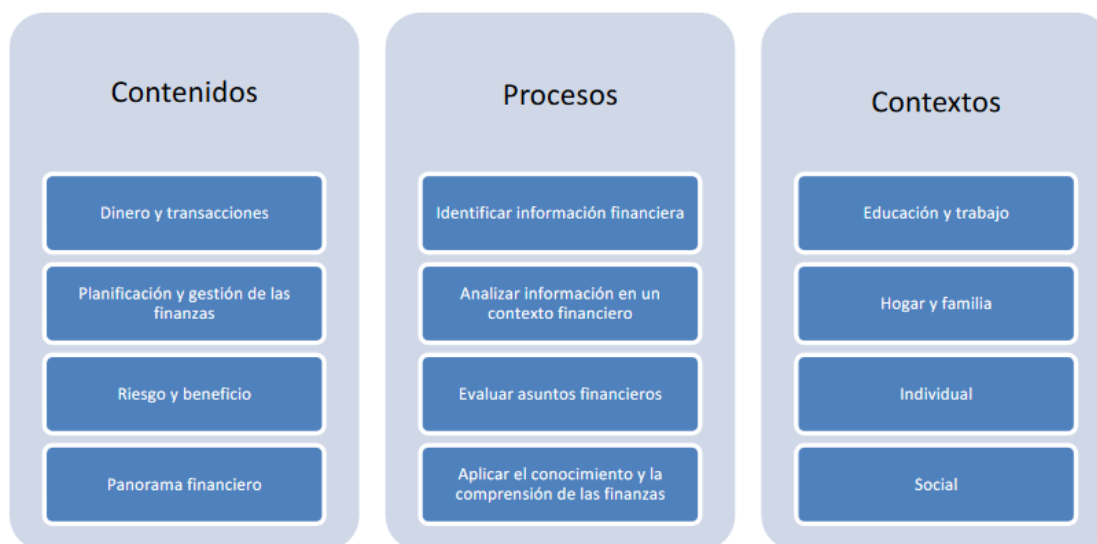 Contenidos
Dinero y transacciones
Planificación y gestión de las
finanzas
Riesgo y beneficio
Panorama financiero
Procesos
Identificar información financiera
Analizar información en un
contexto financiero
Evaluar asuntos financieros
Aplicar el conocimiento y la
comprensión de las finanzas
Contextos
Educación y trabajo
Hogar y familia
Individual
Social